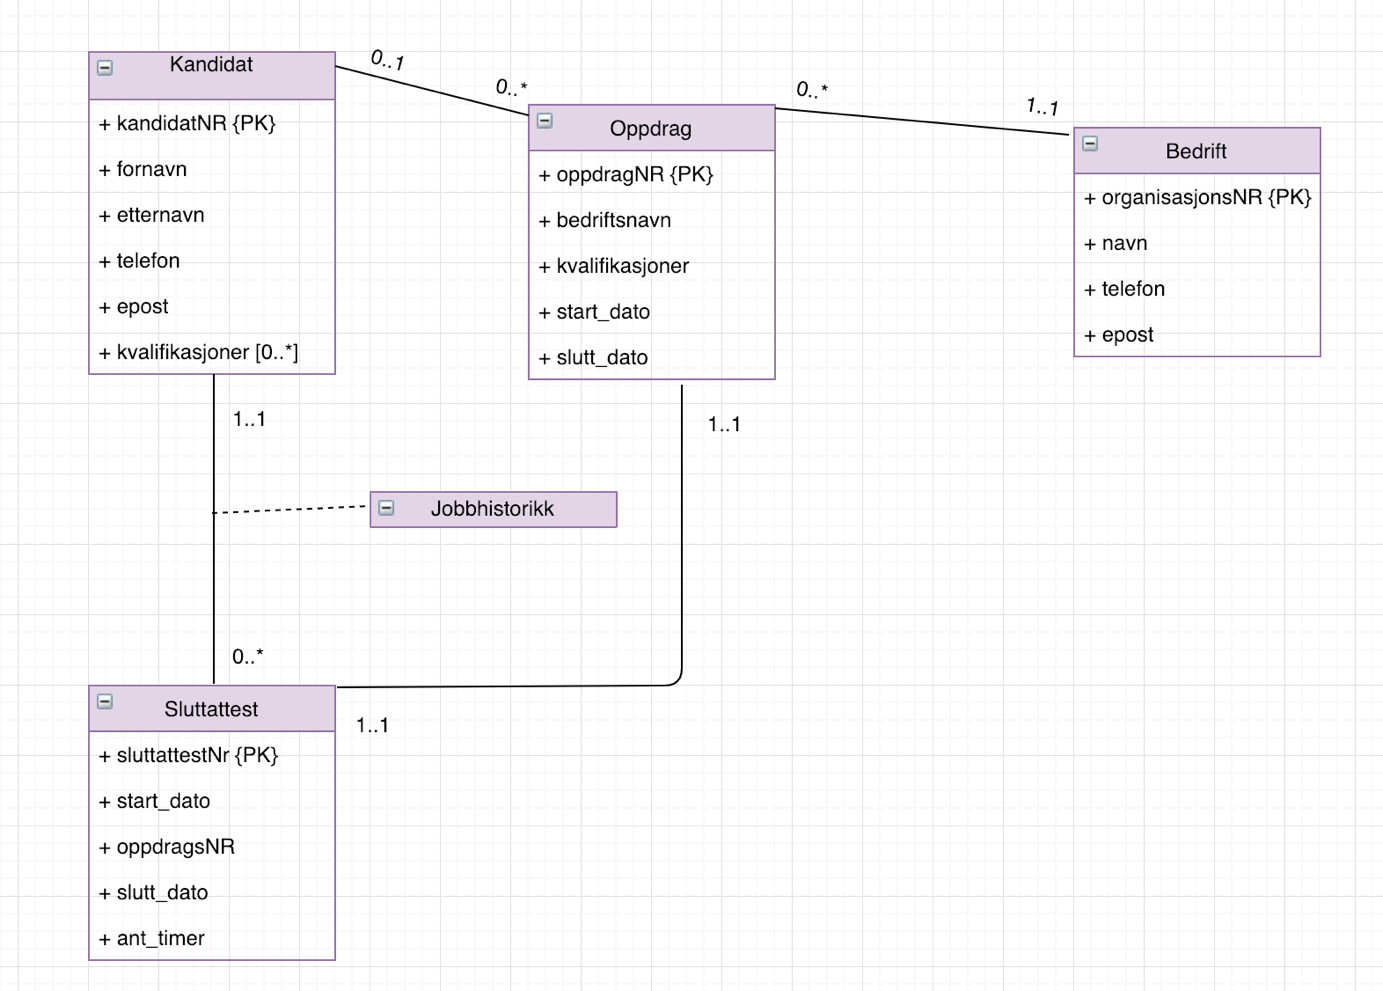 Kandidat
+ kandidatNR {PK}
+ fornavn
+ etternavn
+ telefon
+ epost
+ kvalifikasjoner [0..*]
0..1
0..*
Oppdrag
+ oppdragNR {PK}
+ bedriftsnavn
+ kvalifikasjoner
+ start_dato
+ slutt_dato
0..*
1..1
Bedrift
+ organisasjonsNR {PK}
+ navn
+ telefon
+ epost
1..1
1..1
Jobbhistorikk
0..*
1..1
Sluttattest
+ sluttattestNr {PK}
+ start_dato
+ oppdragsNR
+ slutt_dato
+ ant_timer